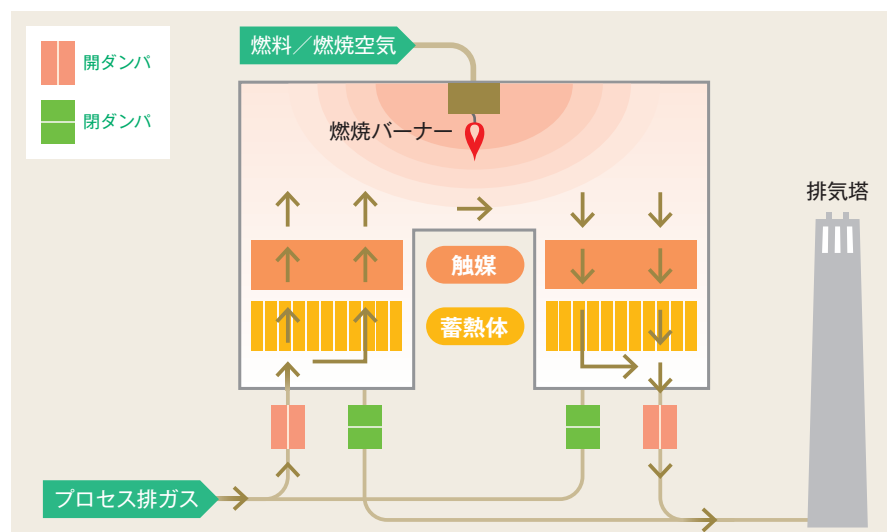 開ダンパ
閉ダンパ
燃料／燃焼空気
燃焼バーナー
排気塔
触媒
蓄熱体
プロセス排ガス